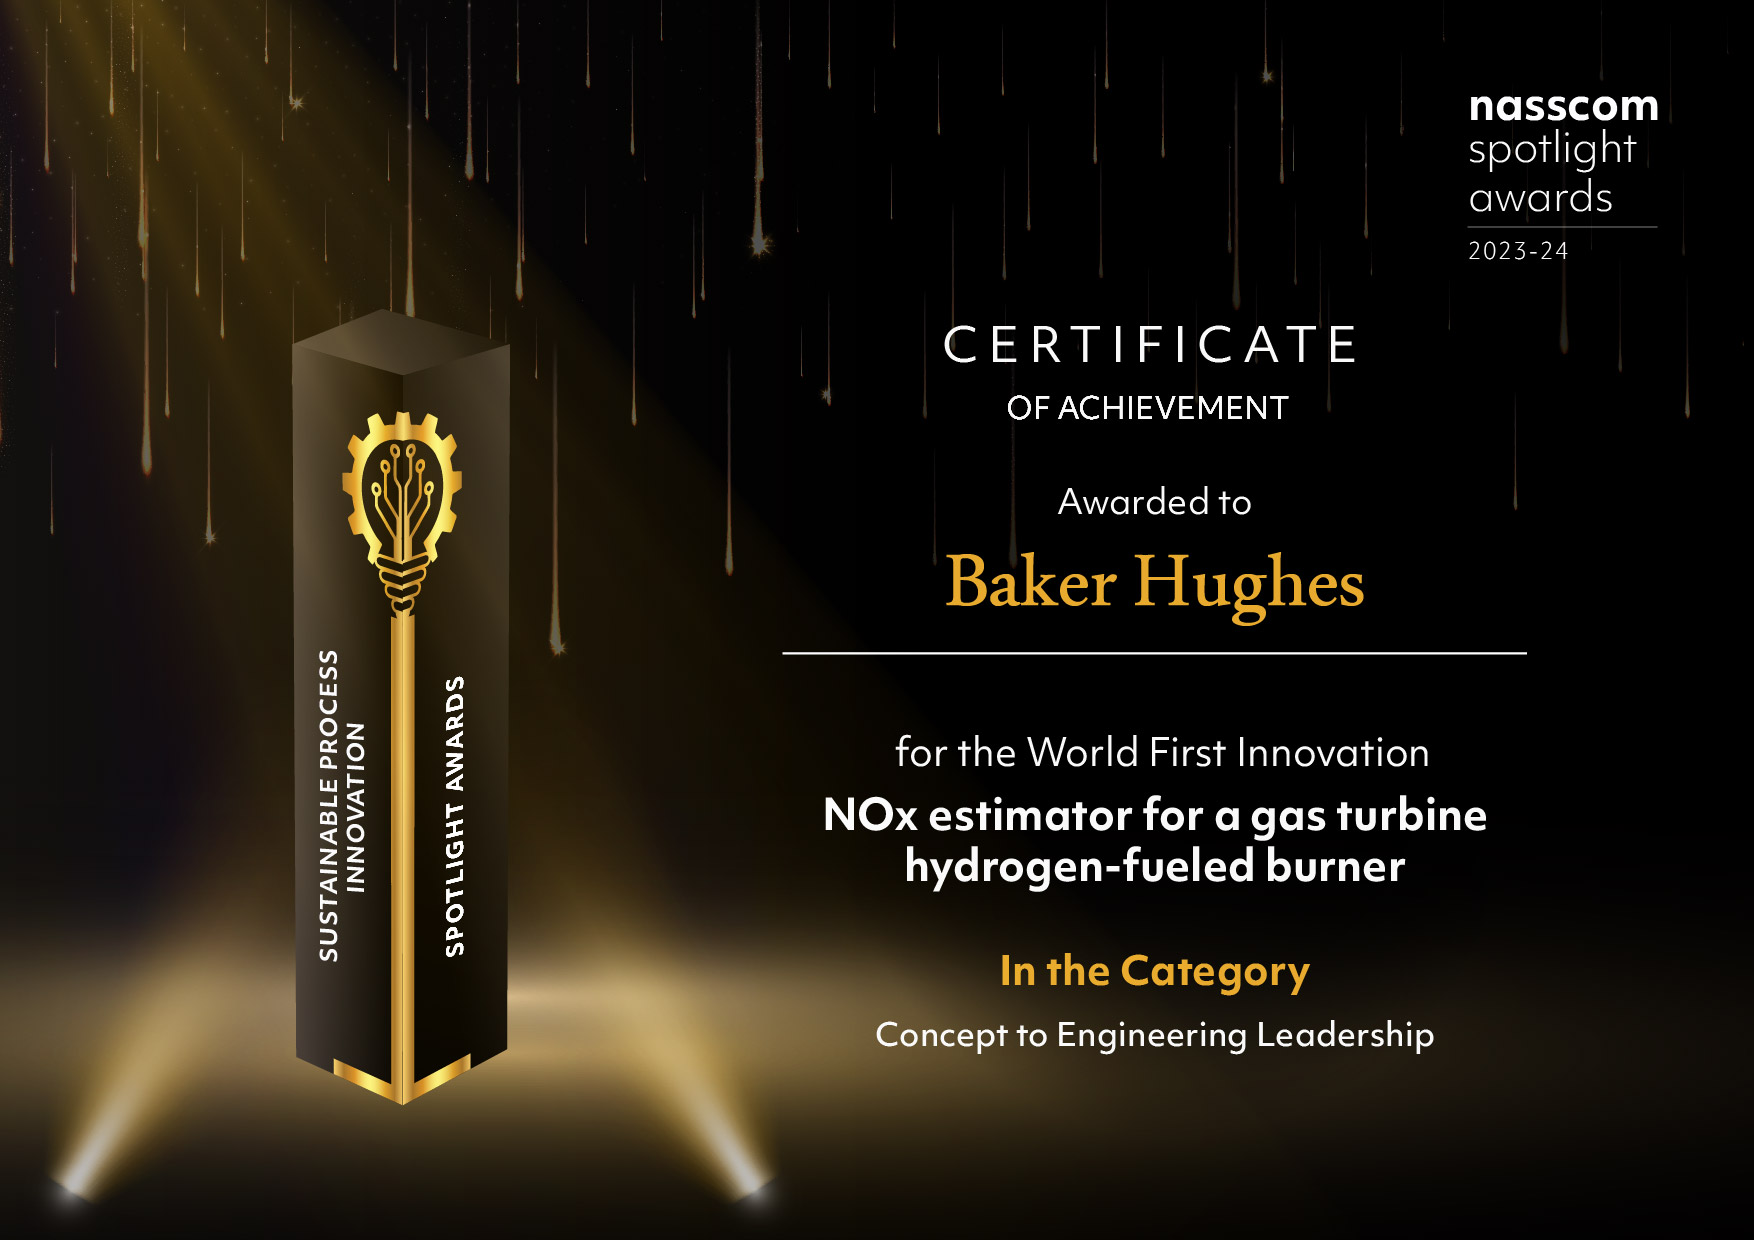 nasscom
spotlight
awards
2023-24
CERTIFICATE
OF ACHIEVEMENT
Awarded to
Baker Hughes
for the World First Innovation
NOx estimator for a gas turbine
hydrogen-fueled burner
In the Category
Concept to Engineering Leadership
SUSTAINABLE PROCESS
INNOVATION
SPOTLIGHT AWARDS